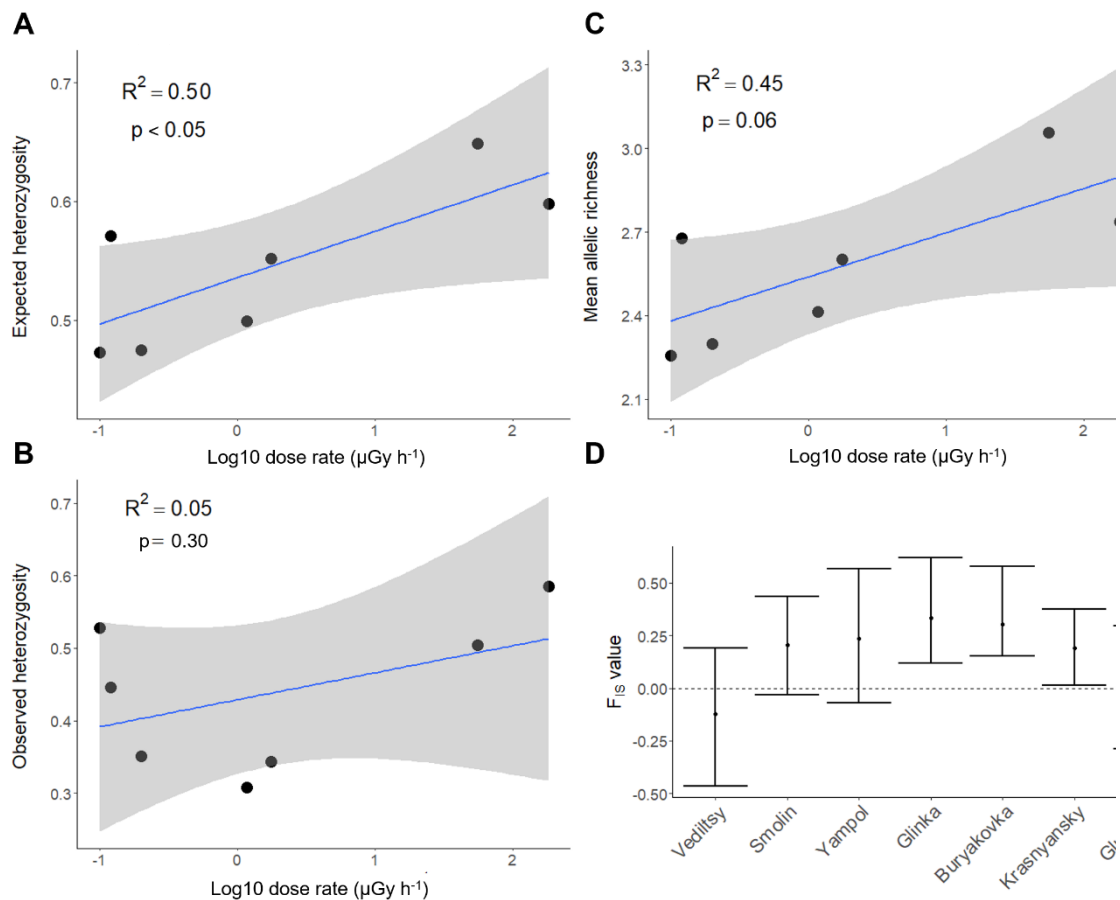 A
R² = 0.50
p < 0.05
Expected heterozygosity
0.7
0.6
0.5
-1
0
1
2
Log10 dose rate (µGy h⁻¹)
C
R² = 0.45
p = 0.06
Mean allelic richness
3.3
3.0
2.7
2.4
2.1
-1
0
1
2
Log10 dose rate (µGy h⁻¹)
B
R² = 0.05
p = 0.30
Observed heterozygosity
0.7
0.6
0.5
0.4
0.3
-1
0
1
2
Log10 dose rate (µGy h⁻¹)
D
F_IS value
0.50
0.25
0.00
-0.25
-0.50
Vediltsy
Smolin
Yampol
Glinka
Buryakovka
Krasnyansky